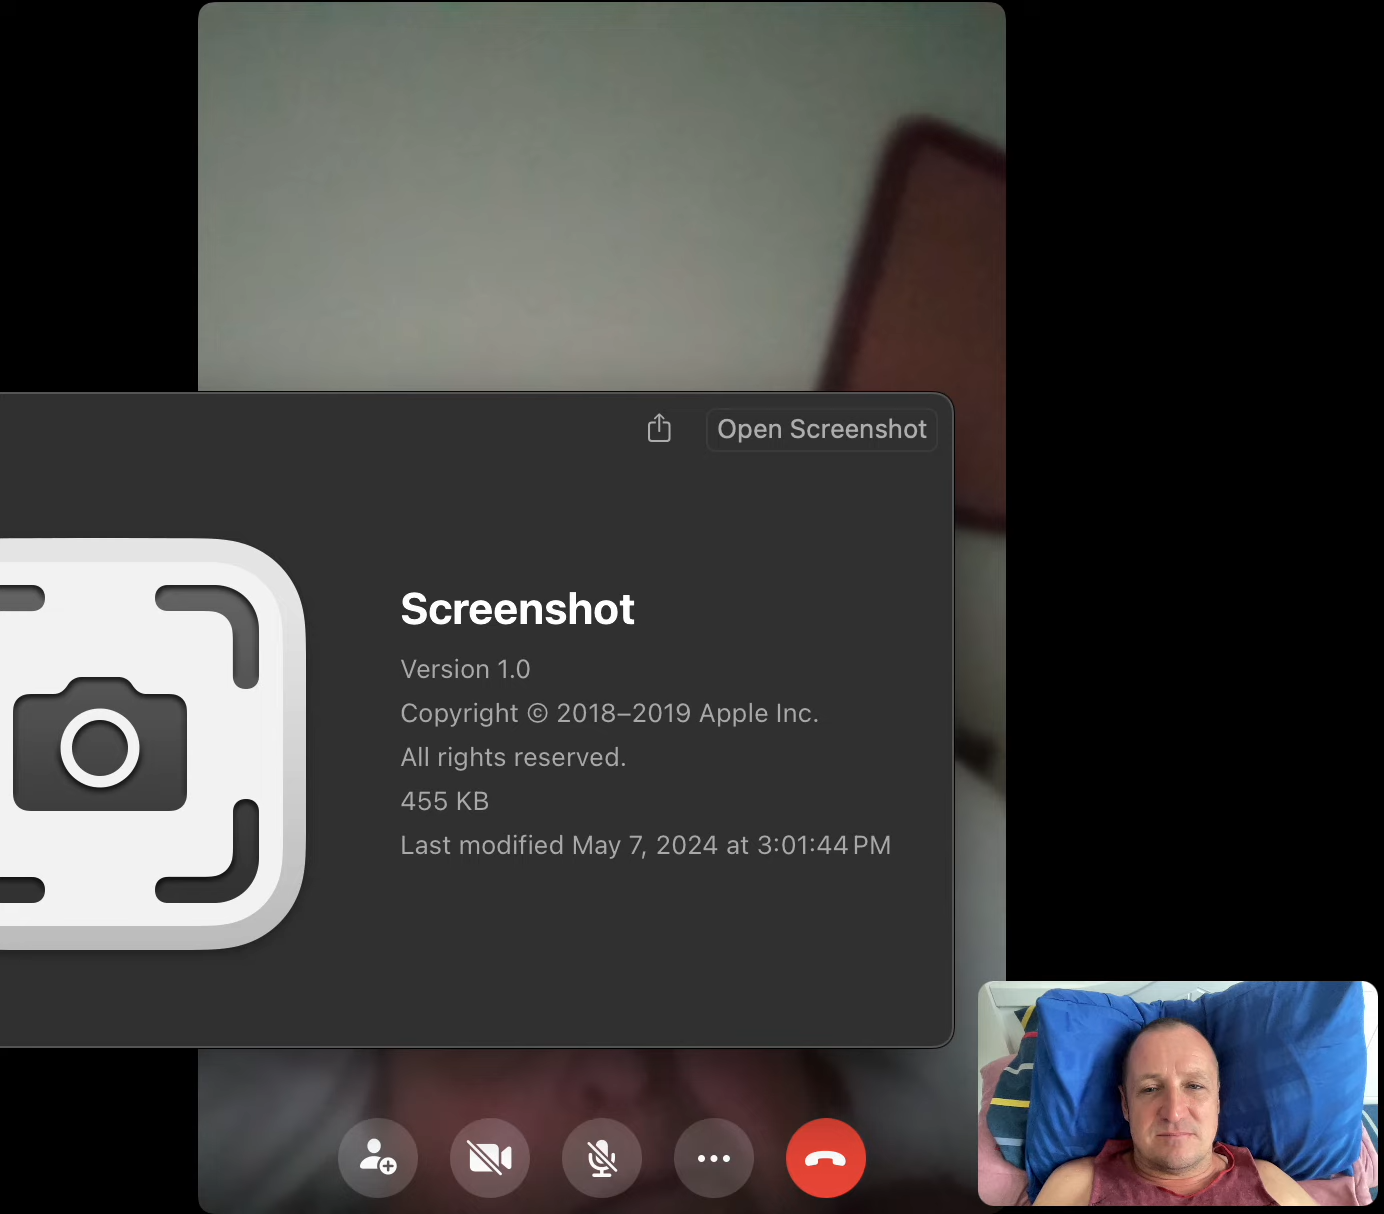 Open Screenshot
Screenshot
Version 1.0
Copyright © 2018–2019 Apple Inc.
All rights reserved.
455 KB
Last modified May 7, 2024 at 3:01:44 PM